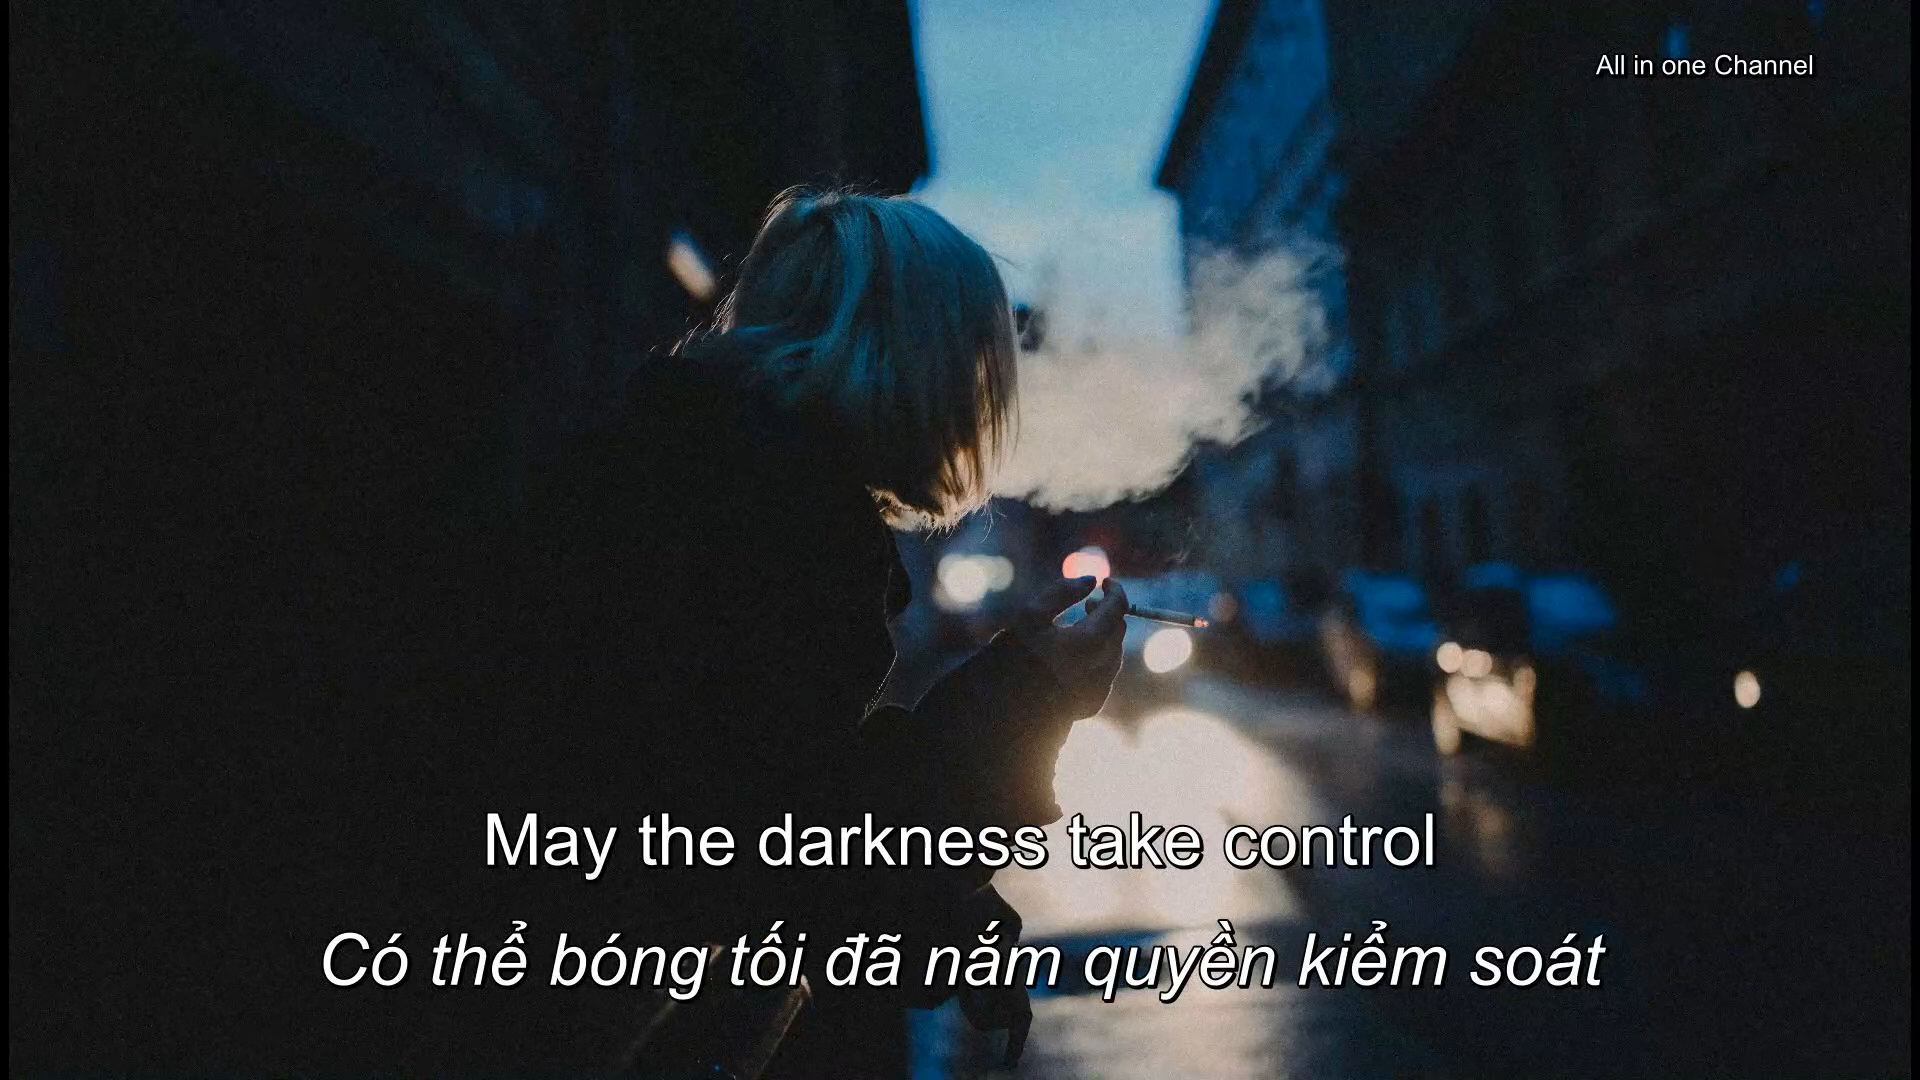 All in one Channel
May the darkness take control
Có thể bóng tối đã nắm quyền kiểm soát